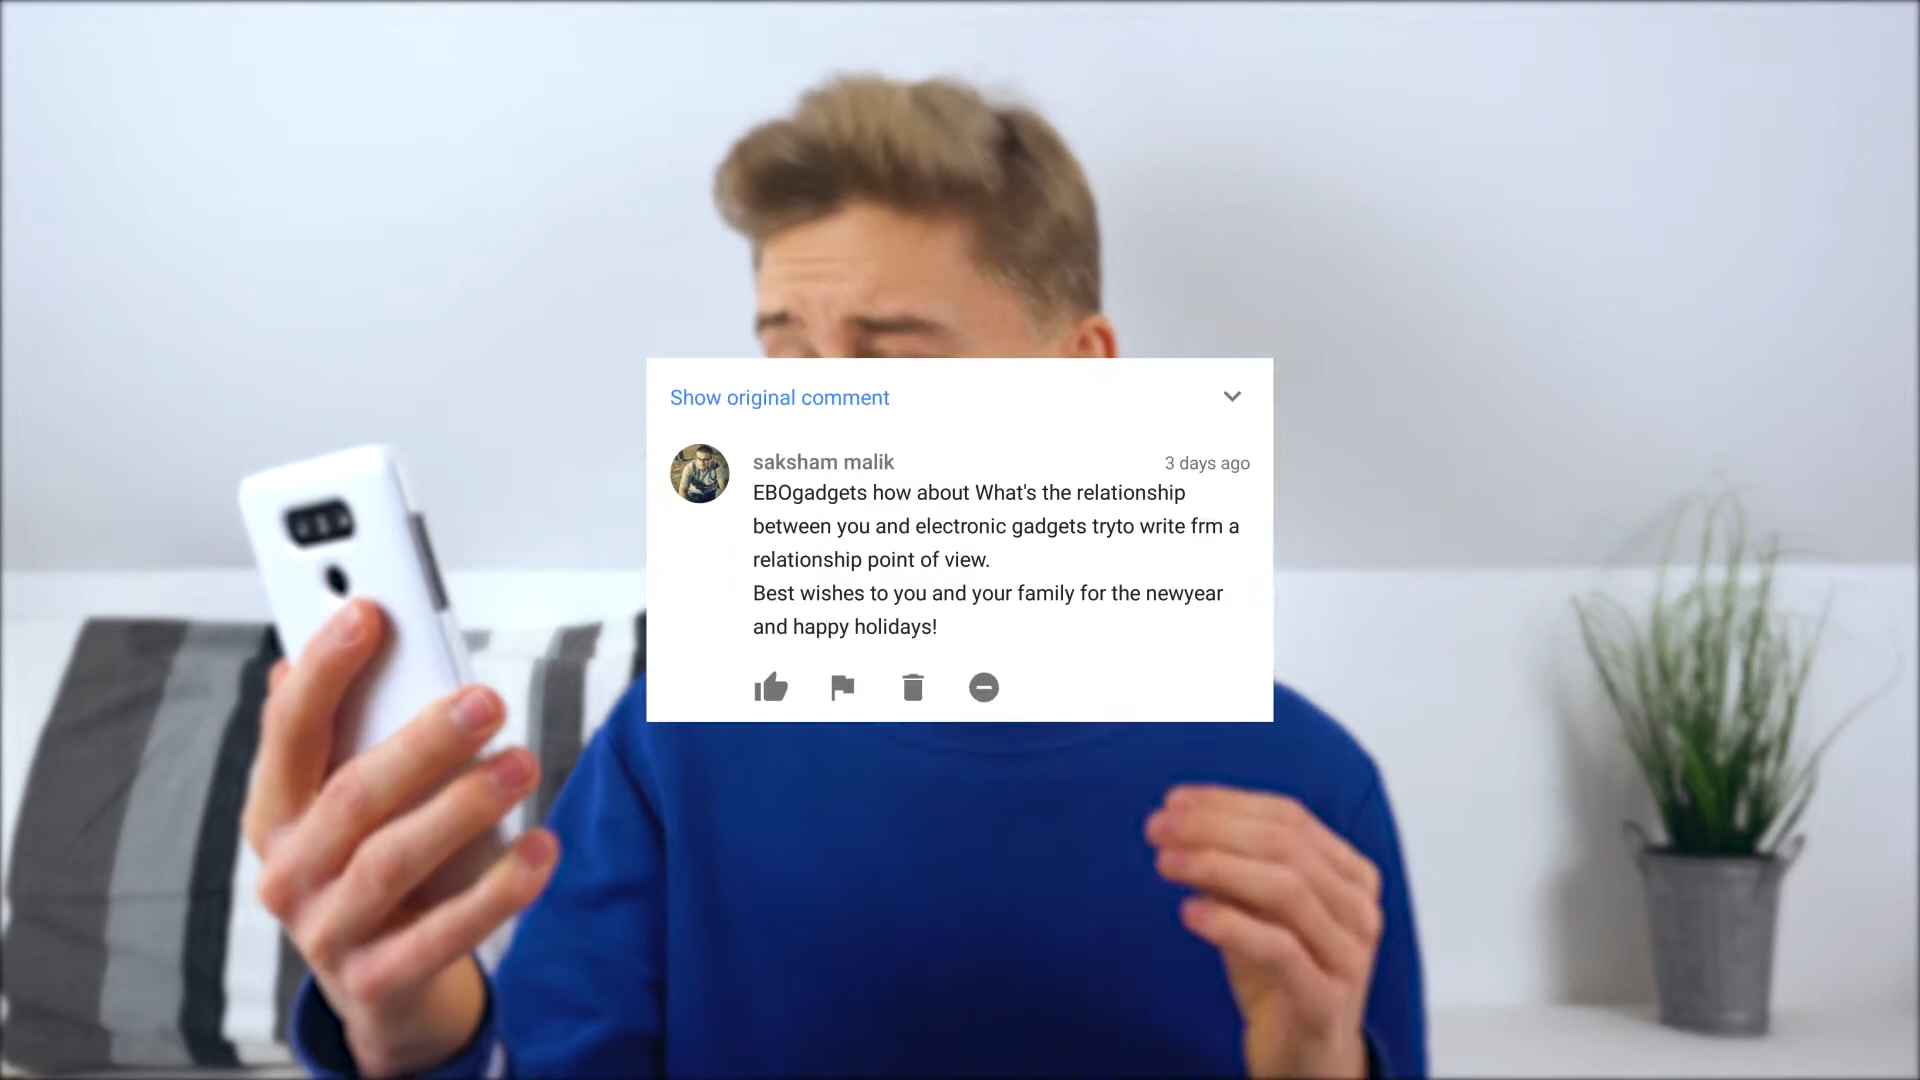 Show original comment
saksham malik 3 days ago
EBOgadgets how about What's the relationship
between you and electronic gadgets tryto write frm a
relationship point of view.
Best wishes to you and your family for the newyear
and happy holidays!